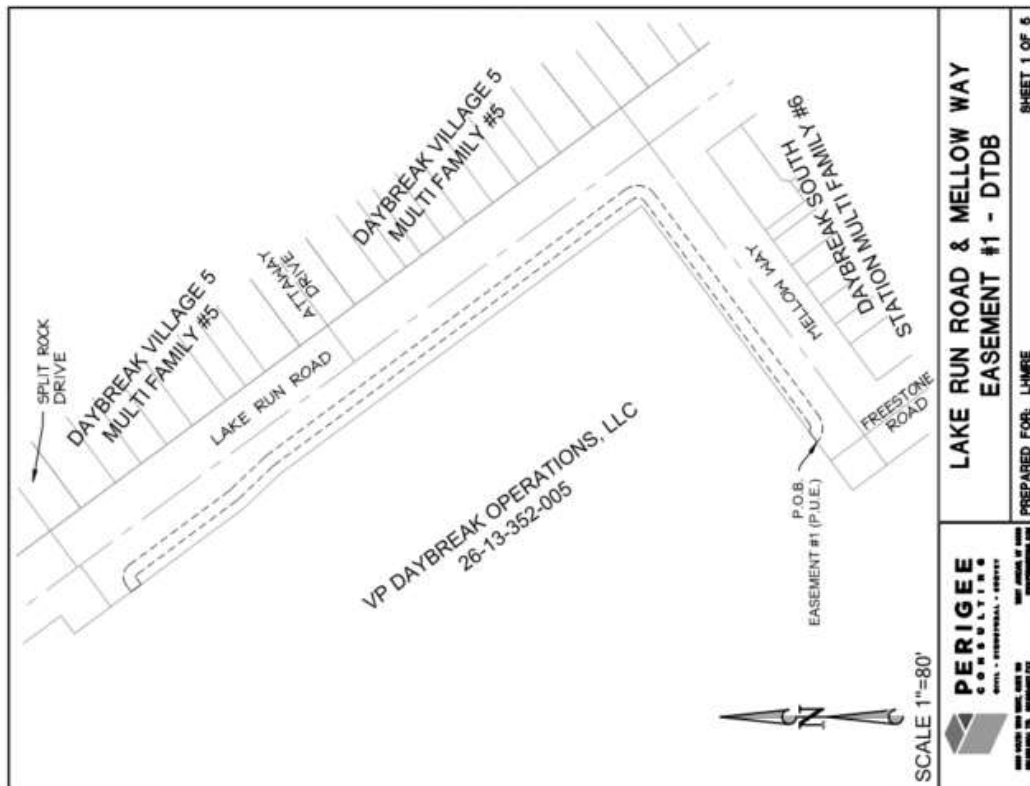 SPLIT ROCK
DRIVE
DAYBREAK VILLAGE 5
MULTI FAMILY #5
ATTAWAY
DRIVE
DAYBREAK VILLAGE 5
MULTI FAMILY #5
LAKE RUN ROAD
VP DAYBREAK OPERATIONS, LLC
26-13-352-005
MELLOW WAY
DAYBREAK SOUTH
STATION MULTI FAMILY #6
FREESTONE
ROAD
P.O.B.
EASEMENT #1 (P.U.E.)
N
SCALE 1"=80'
PERIGEE
CONSULTING
CIVIL • STRUCTURAL • SURVEY
LAKE RUN ROAD & MELLOW WAY
EASEMENT #1 - DTDB
PREPARED FOR: LHMRE
SHEET 1 OF 5